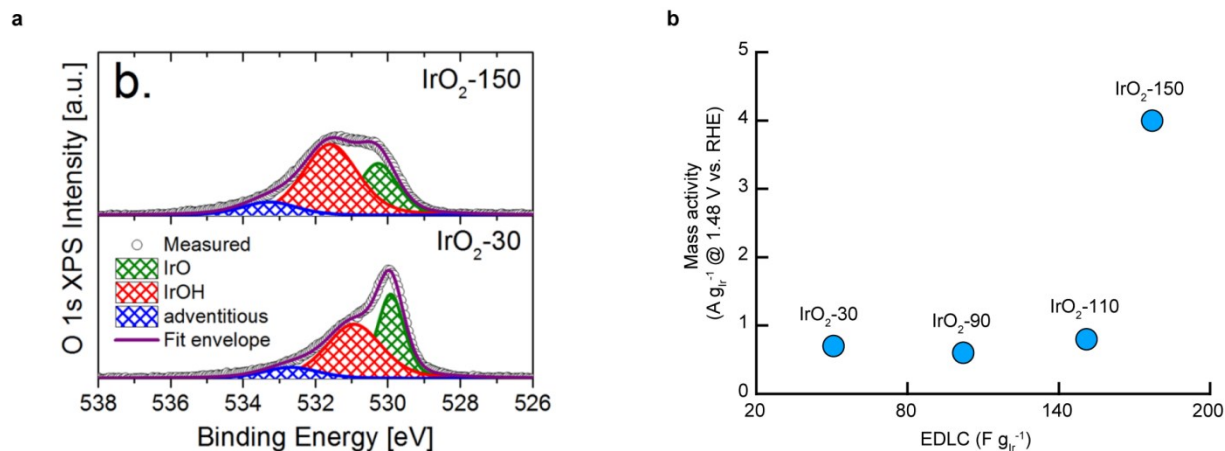 a
b.
IrO₂-150
IrO₂-30
Measured
IrO
IrOH
adventitious
Fit envelope
O 1s XPS Intensity [a.u.]
538 536 534 532 530 528 526
Binding Energy [eV]
b
5
4
3
2
1
0
Mass activity
(A g_Ir⁻¹ @ 1.48 V vs. RHE)
IrO₂-150
IrO₂-30
IrO₂-90
IrO₂-110
20 80 140 200
EDLC (F g_Ir⁻¹)